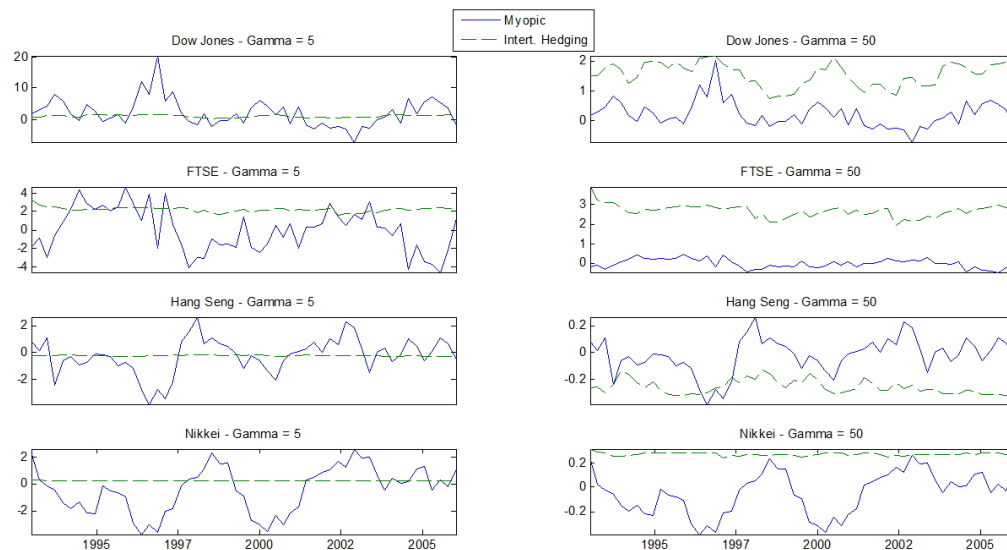 Myopic
Intert. Hedging
Dow Jones - Gamma = 5
20
10
0
Dow Jones - Gamma = 50
2
1
0
FTSE - Gamma = 5
4
2
0
-2
-4
FTSE - Gamma = 50
3
2
1
0
Hang Seng - Gamma = 5
2
0
-2
Hang Seng - Gamma = 50
0.2
0
-0.2
Nikkei - Gamma = 5
2
0
-2
1995 1997 2000 2002 2005
Nikkei - Gamma = 50
0.2
0
-0.2
1995 1997 2000 2002 2005